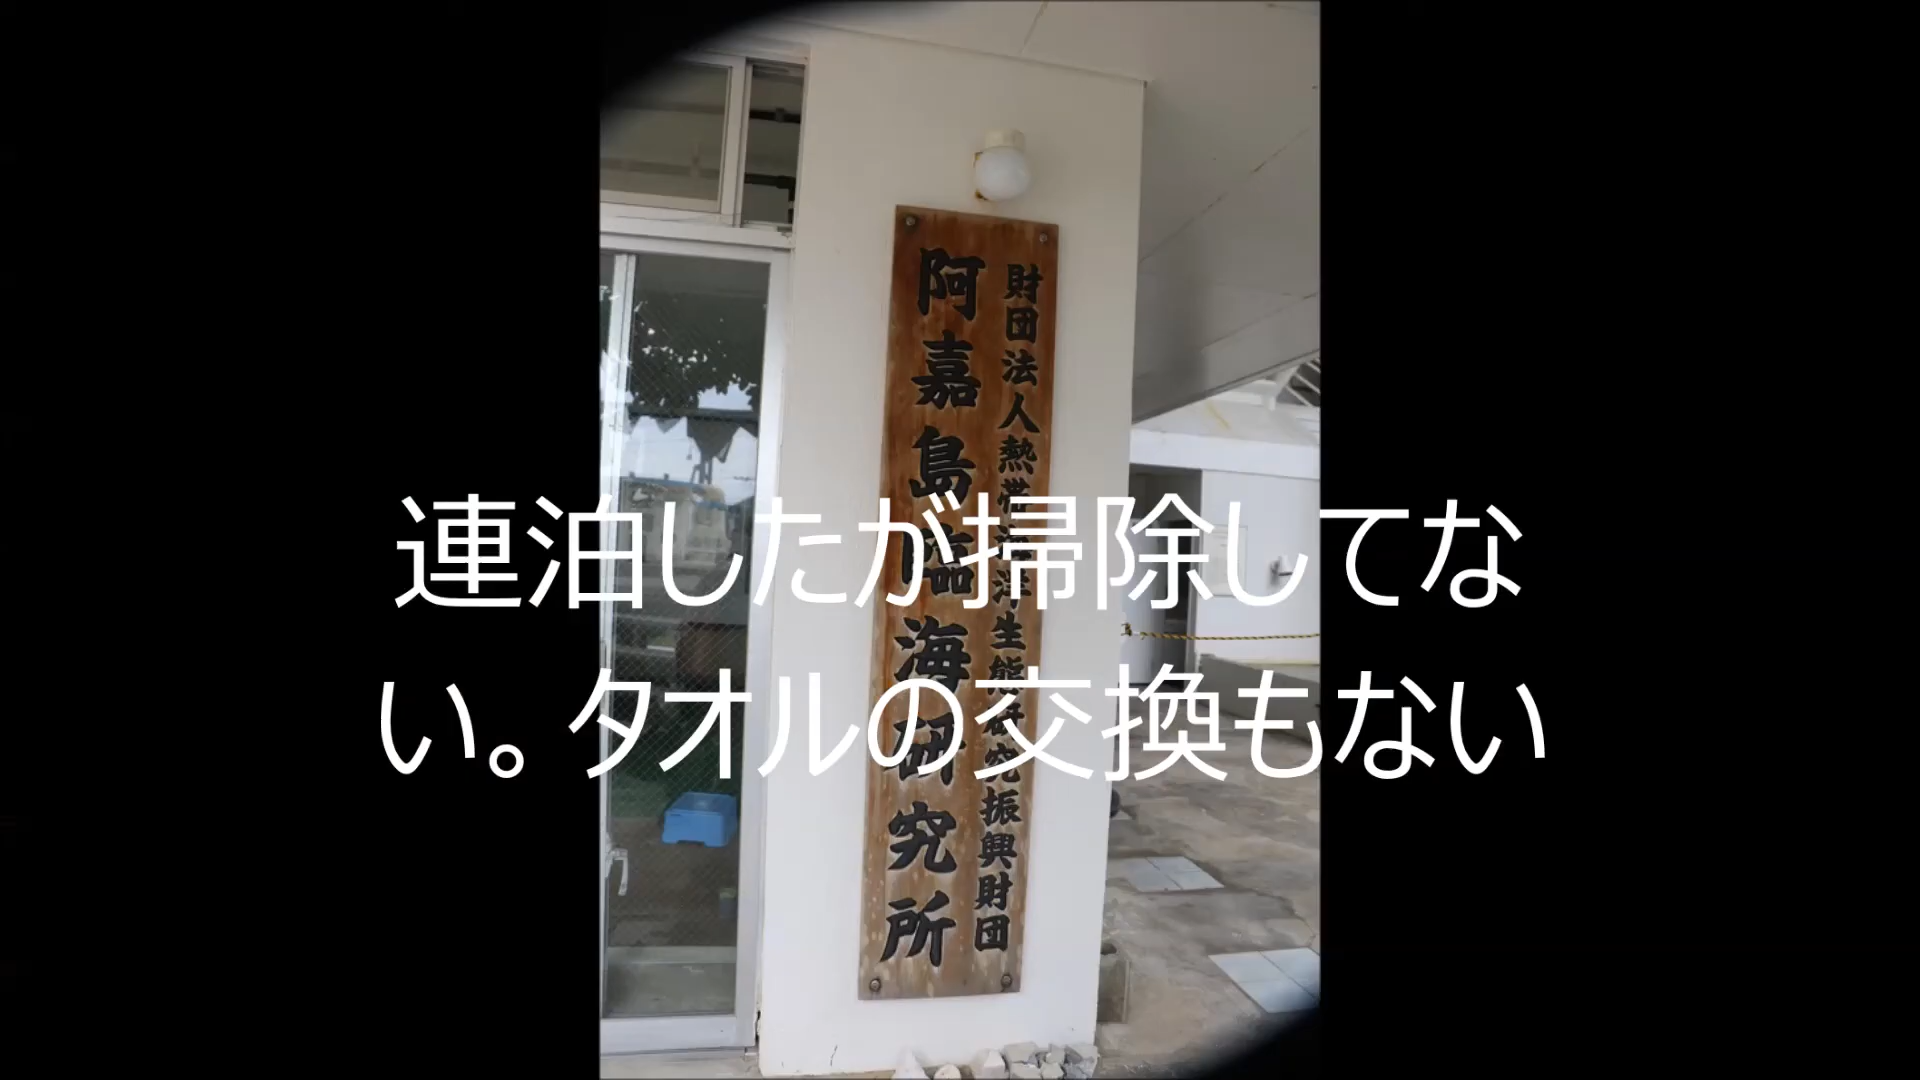 財団法人熱帯海洋生態研究振興財団
阿嘉島臨海研究所
連泊したが掃除してな
い。タオルの交換もない